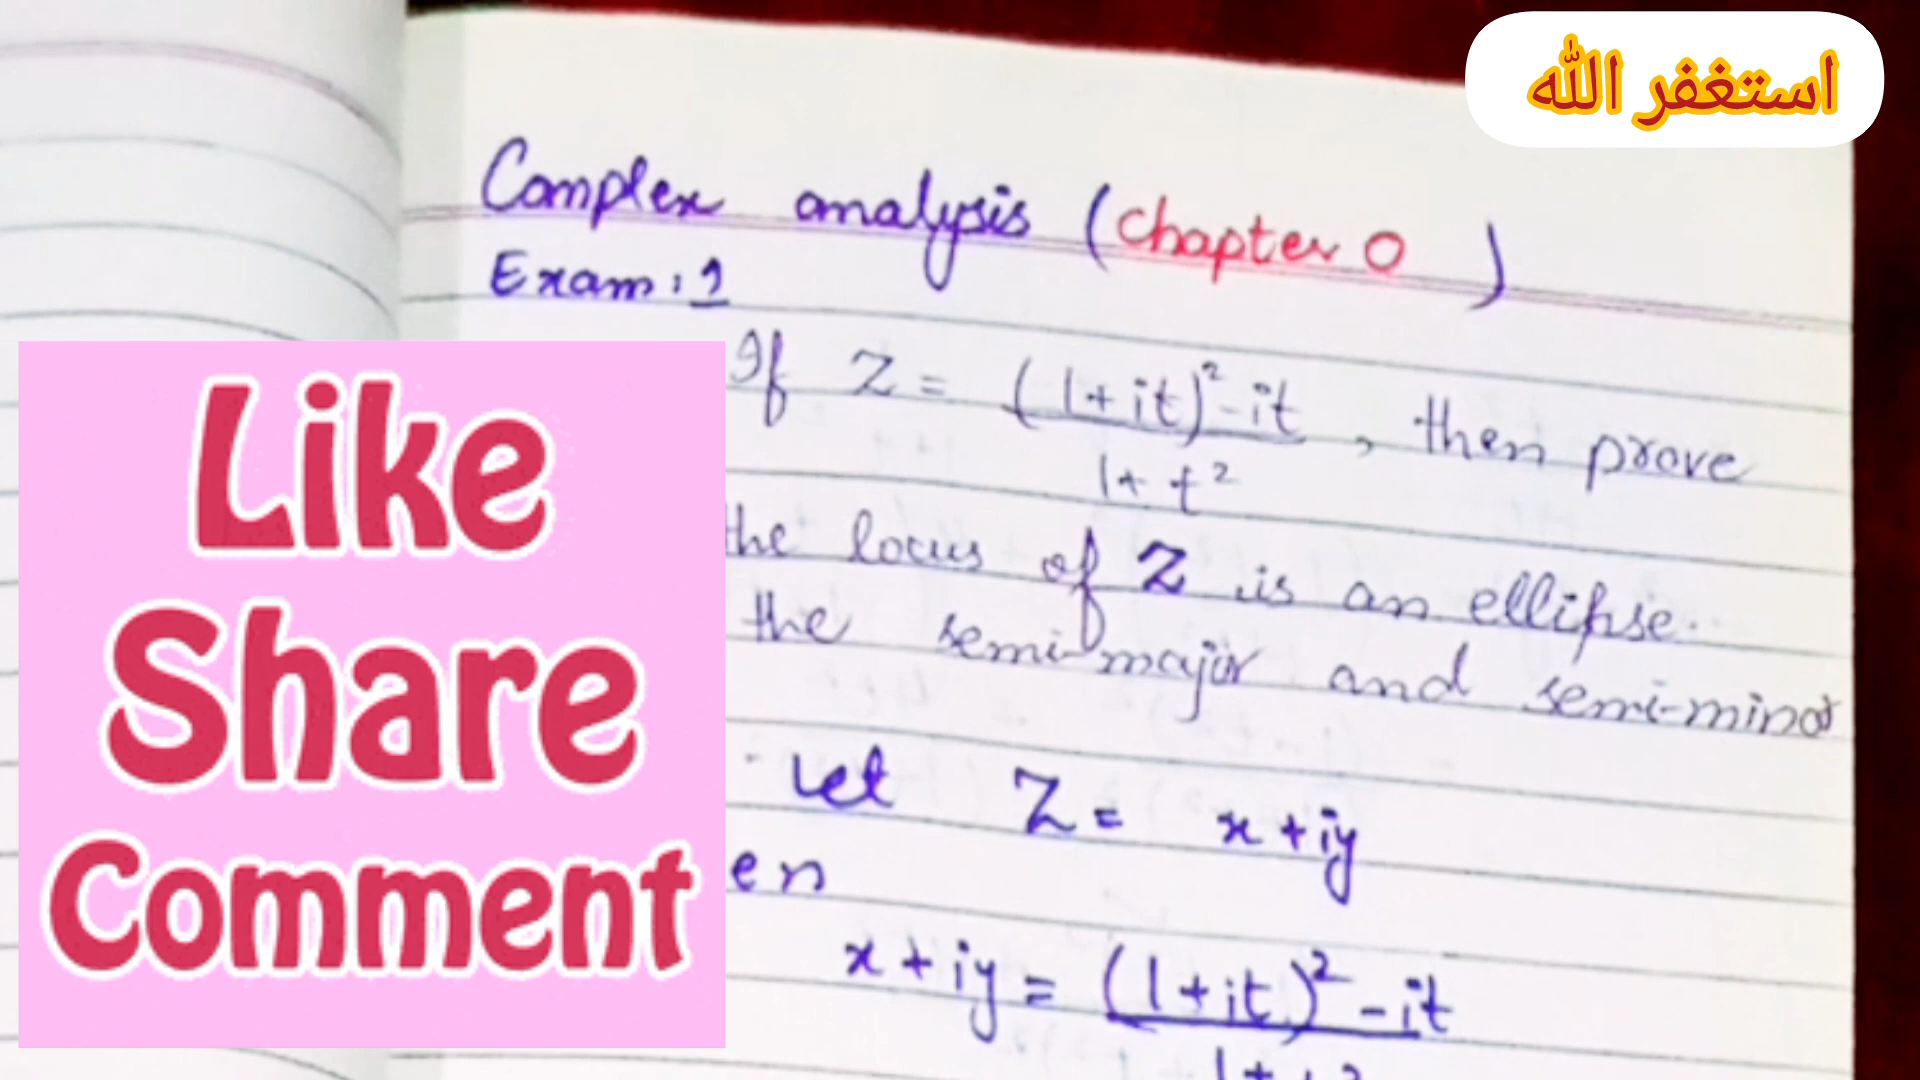 استغفر الله
Complex analysis (chapter 0 )
Exam: 1
If Z = (1+it)² - it , then prove
1+ t²
the locus of Z is an ellipse.
the semi-major and semi-minor
Let Z = x + iy
en
x + iy = (1+it)² - it
Like
Share
Comment